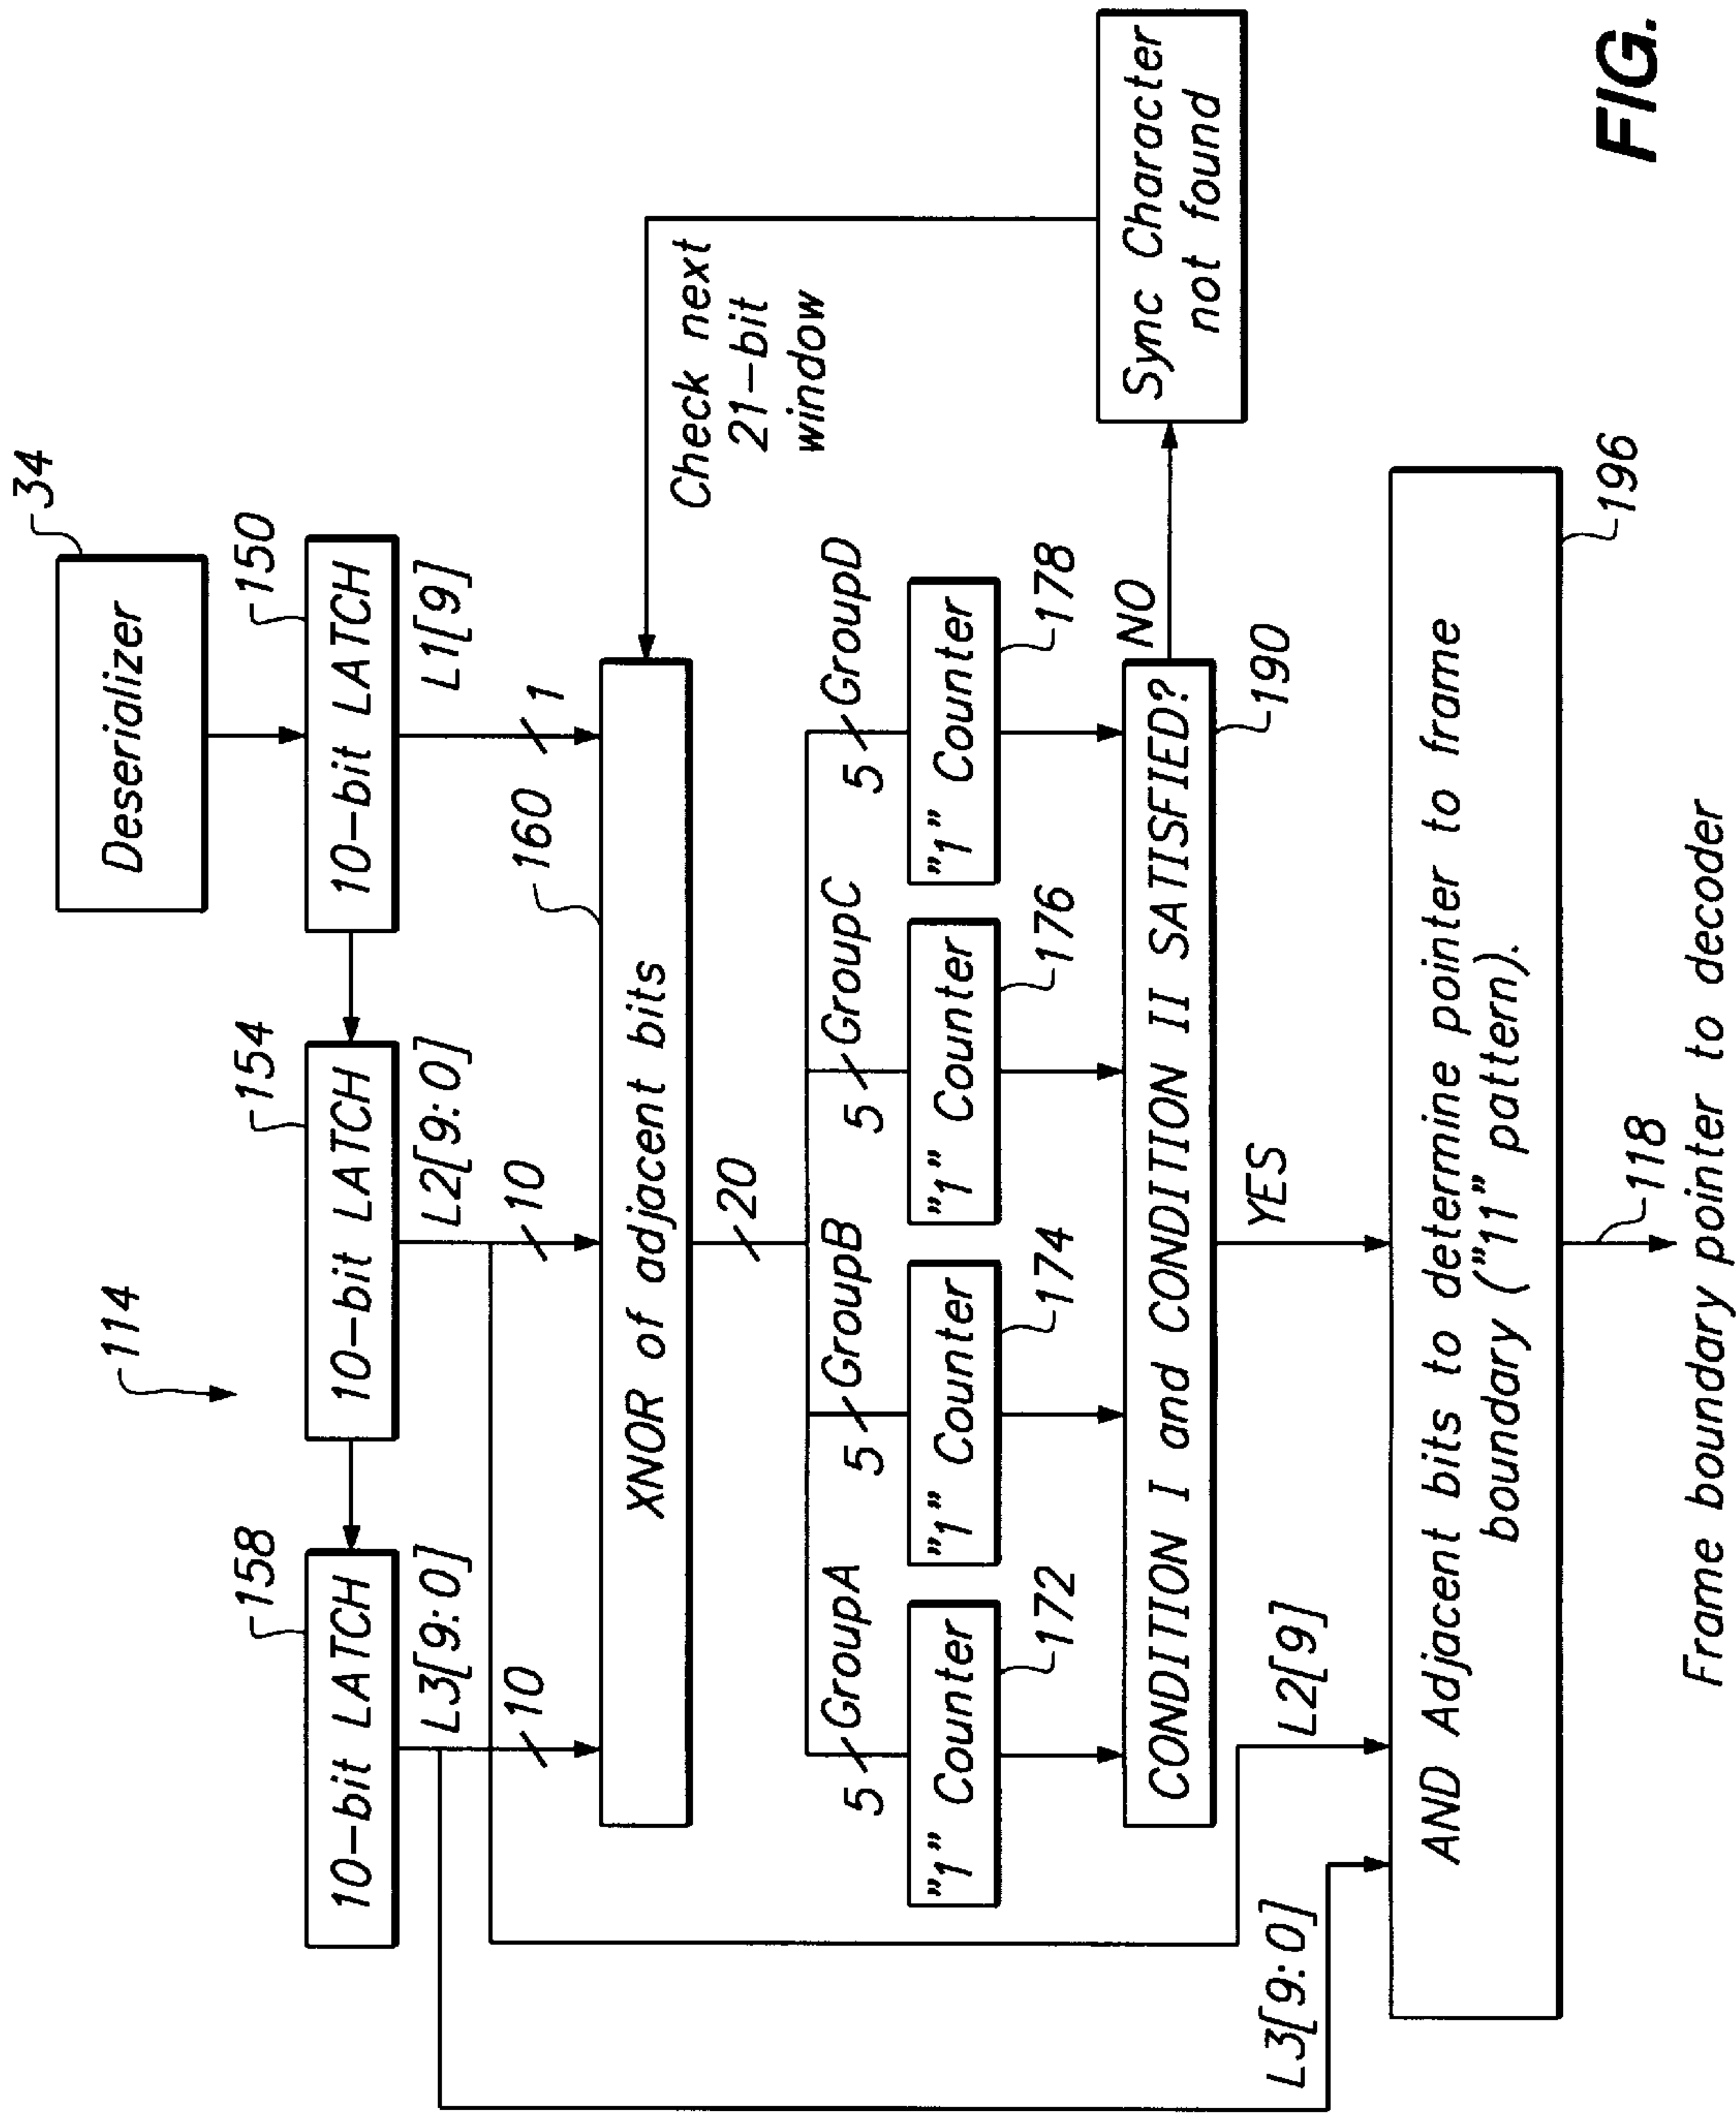 114
34
Deserializer
158
154
150
10-bit LATCH
10-bit LATCH
10-bit LATCH
L3[9:0]
L2[9:0]
L1[9]
10
10
1
160
XNOR of adjacent bits
Check next
21-bit
window
20
5
GroupA
5
GroupB
5
GroupC
5
GroupD
"1" Counter
"1" Counter
"1" Counter
"1" Counter
172
174
176
178
CONDITION I and CONDITION II SATISFIED?
NO
Sync Character
not found
190
L3[9:0]
L2[9]
YES
AND Adjacent bits to determine pointer to frame
boundary ("11" pattern).
196
118
Frame boundary pointer to decoder
FIG.